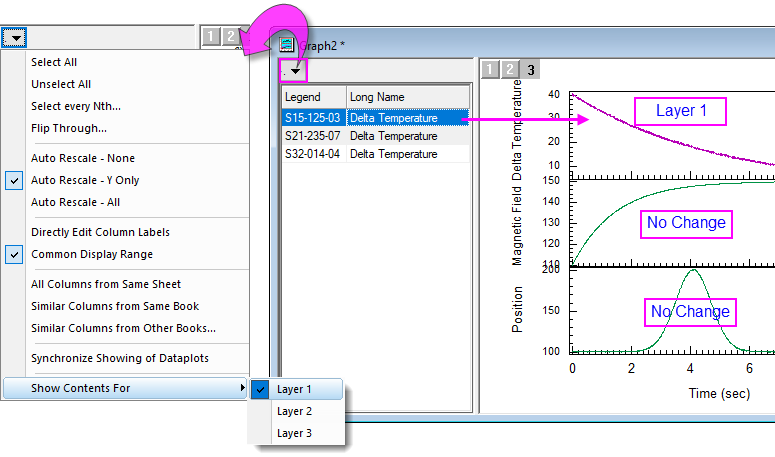 1 2
Select All
Unselect All
Select every Nth...
Flip Through...
Auto Rescale - None
Auto Rescale - Y Only
Auto Rescale - All
Directly Edit Column Labels
Common Display Range
All Columns from Same Sheet
Similar Columns from Same Book
Similar Columns from Other Books...
Synchronize Showing of Dataplots
Show Contents For
Layer 1
Layer 2
Layer 3
Graph2 *
Legend Long Name
S15-125-03 Delta Temperature
S21-235-07 Delta Temperature
S32-014-04 Delta Temperature
1 2 3
Delta Temperature
40
30
20
10
Layer 1
Magnetic Field
150
140
130
120
110
No Change
Position
200
150
100
No Change
0 2 4 6
Time (sec)